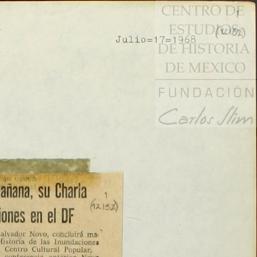 CENTRO DE
ESTUDIOS
DE HISTORIA
DE MEXICO
FUNDACIÓN
Carlos Slim
Julio=17=1968
añana, su Charla
iones en el DF
alvador Novo, concluirá ma
Historia de las Inundaciones
Centro Cultural Popular,